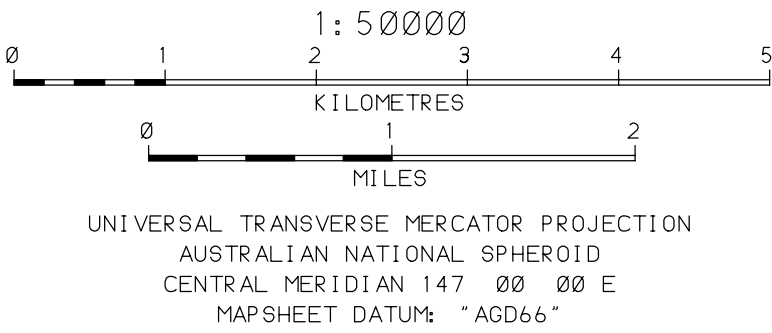 1:50000
0 1 2 3 4 5
KILOMETRES
0 1 2
MILES
UNIVERSAL TRANSVERSE MERCATOR PROJECTION
AUSTRALIAN NATIONAL SPHEROID
CENTRAL MERIDIAN 147 00 00 E
MAPSHEET DATUM: "AGD66"